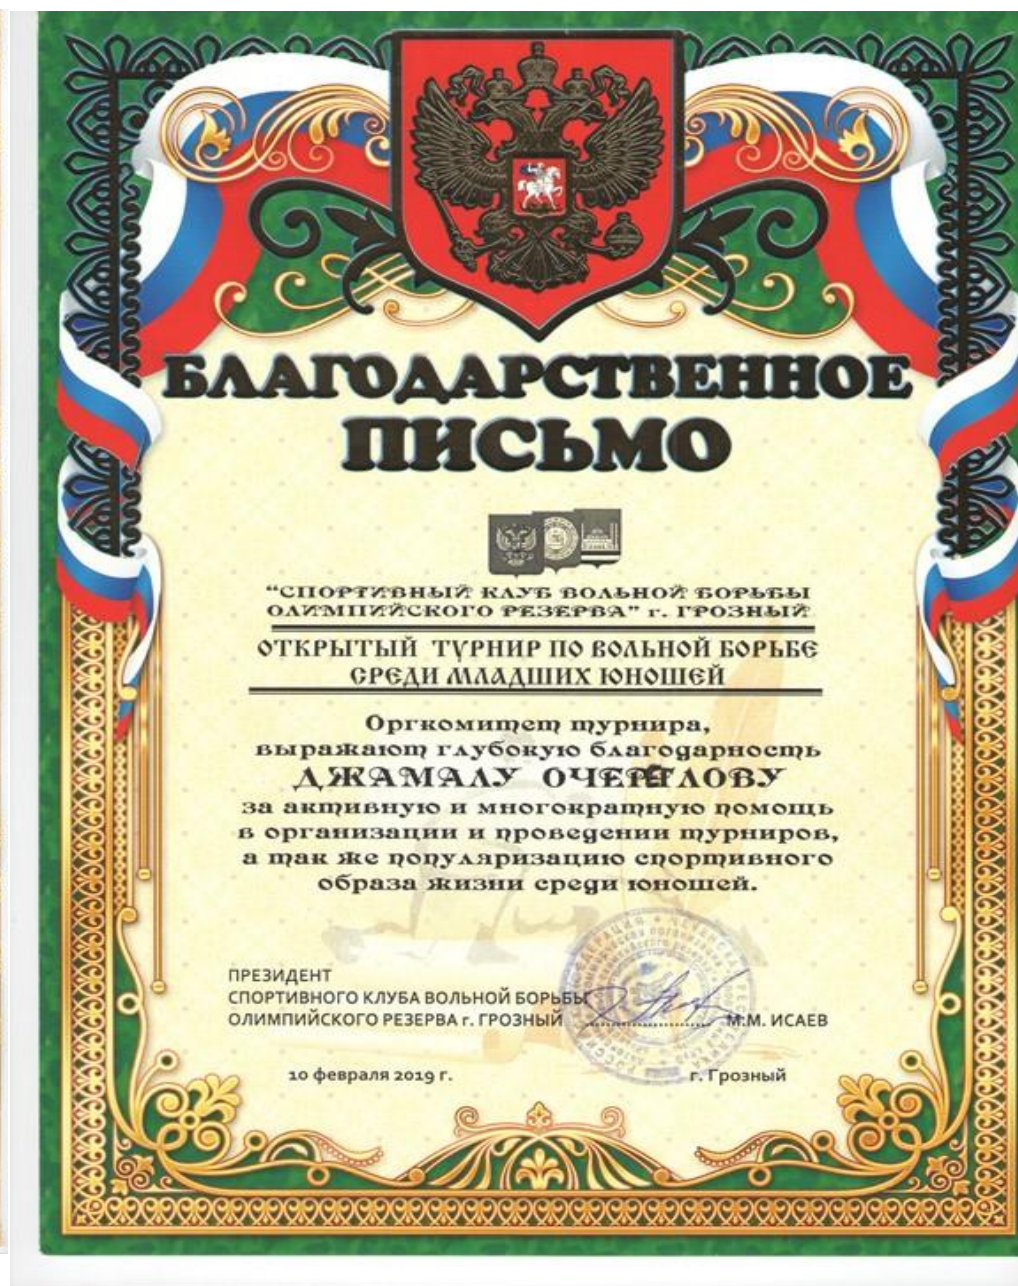 БЛАГОДАРСТВЕННОЕ
ПИСЬМО
“СПОРТИВНЫЙ КЛУБ ВОЛЬНОЙ БОРЬБЫ
ОЛИМПИЙСКОГО РЕЗЕРВА” г. ГРОЗНЫЙ
ОТКРЫТЫЙ ТУРНИР ПО ВОЛЬНОЙ БОРЬБЕ
СРЕДИ МЛАДШИХ ЮНОШЕЙ
Оргкомитет турнира,
выражают глубокую благодарность
ДЖАМАЛУ
за активную и многократную помощь
в организации и проведении турниров,
а так же популяризацию спортивного
образа жизни среди юношей.
ПРЕЗИДЕНТ
СПОРТИВНОГО КЛУБА ВОЛЬНОЙ БОРЬБЫ
ОЛИМПИЙСКОГО РЕЗЕРВА г. ГРОЗНЫЙ М.М. ИСАЕВ
10 февраля 2019 г. г. Грозный